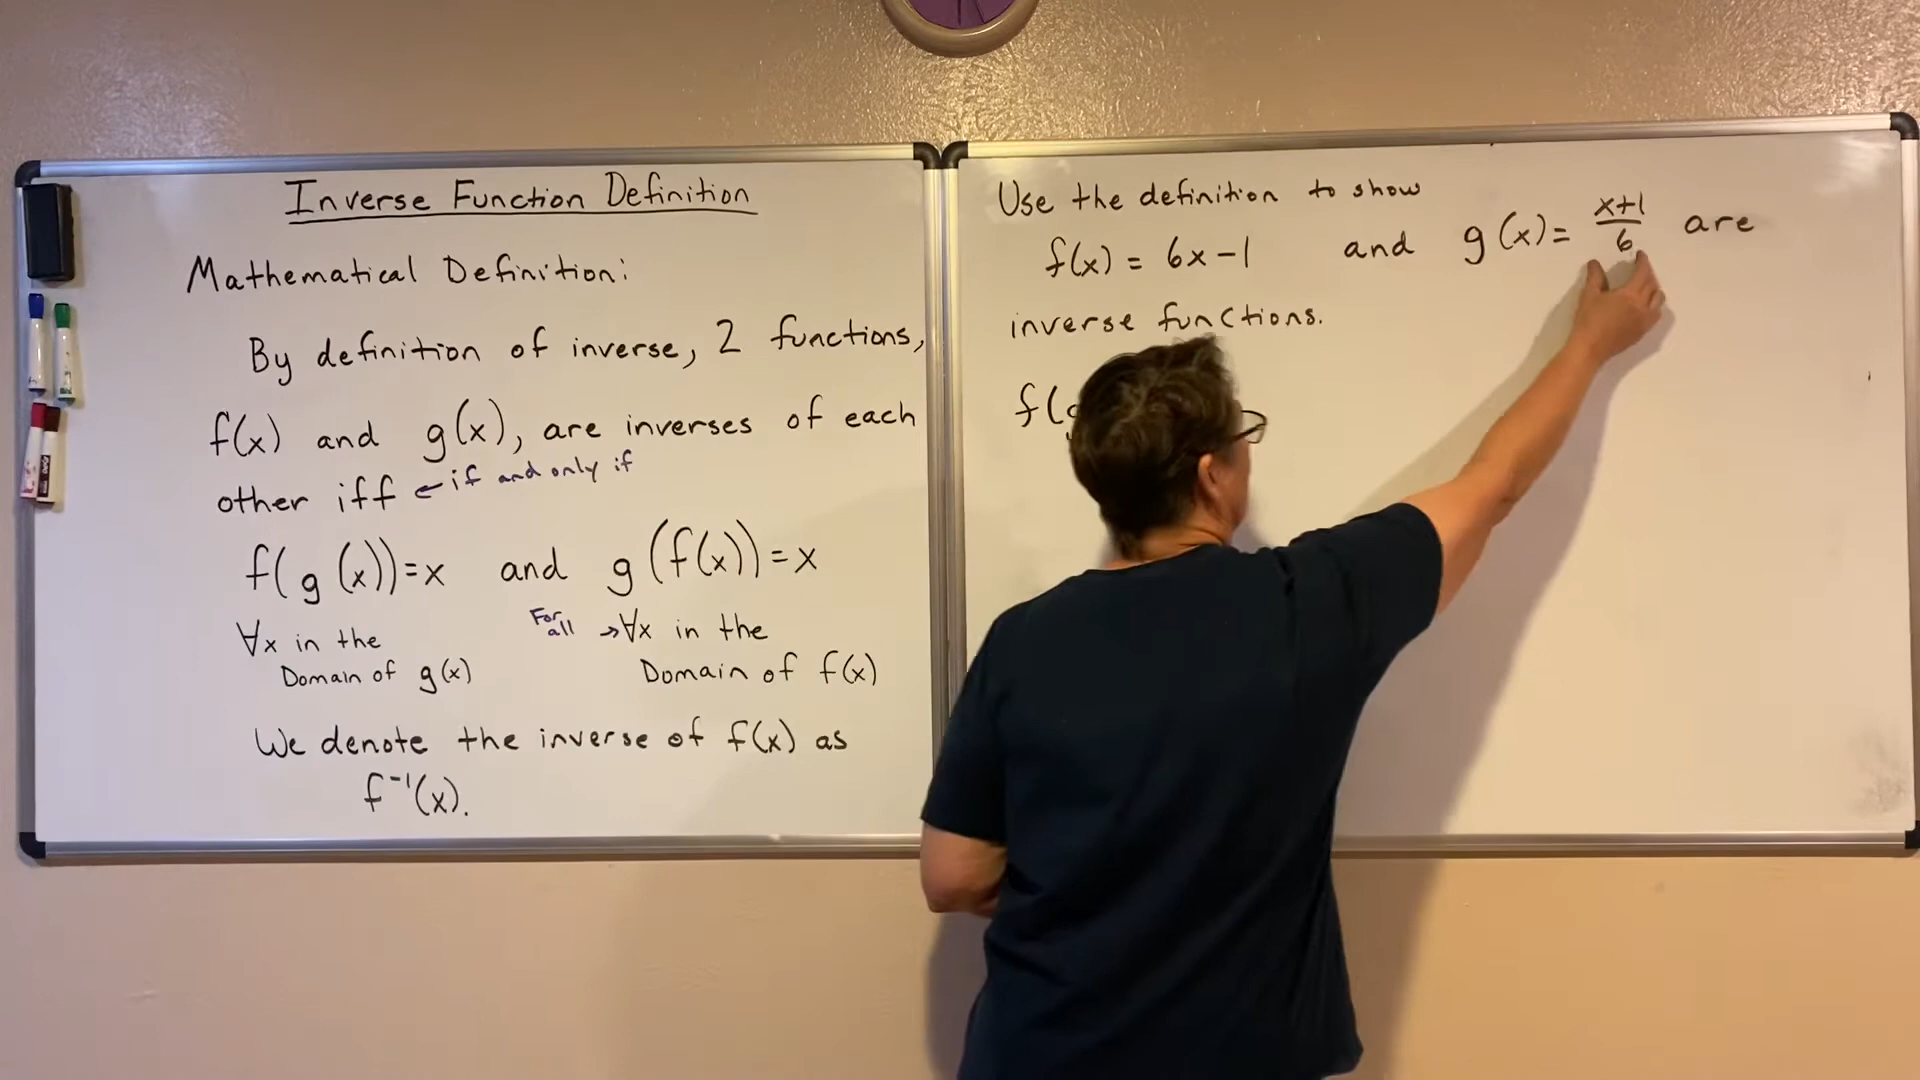 Inverse Function Definition
Mathematical Definition:
By definition of inverse, 2 functions,
f(x) and g(x), are inverses of each
other iff ← if and only if
f(g(x))=x and g(f(x))=x
∀x in the
Domain of g(x)
For all → ∀x in the
Domain of f(x)
We denote the inverse of f(x) as
f⁻¹(x).
Use the definition to show
f(x) = 6x-1 and g(x) = (x+1)/6 are
inverse functions.
f(